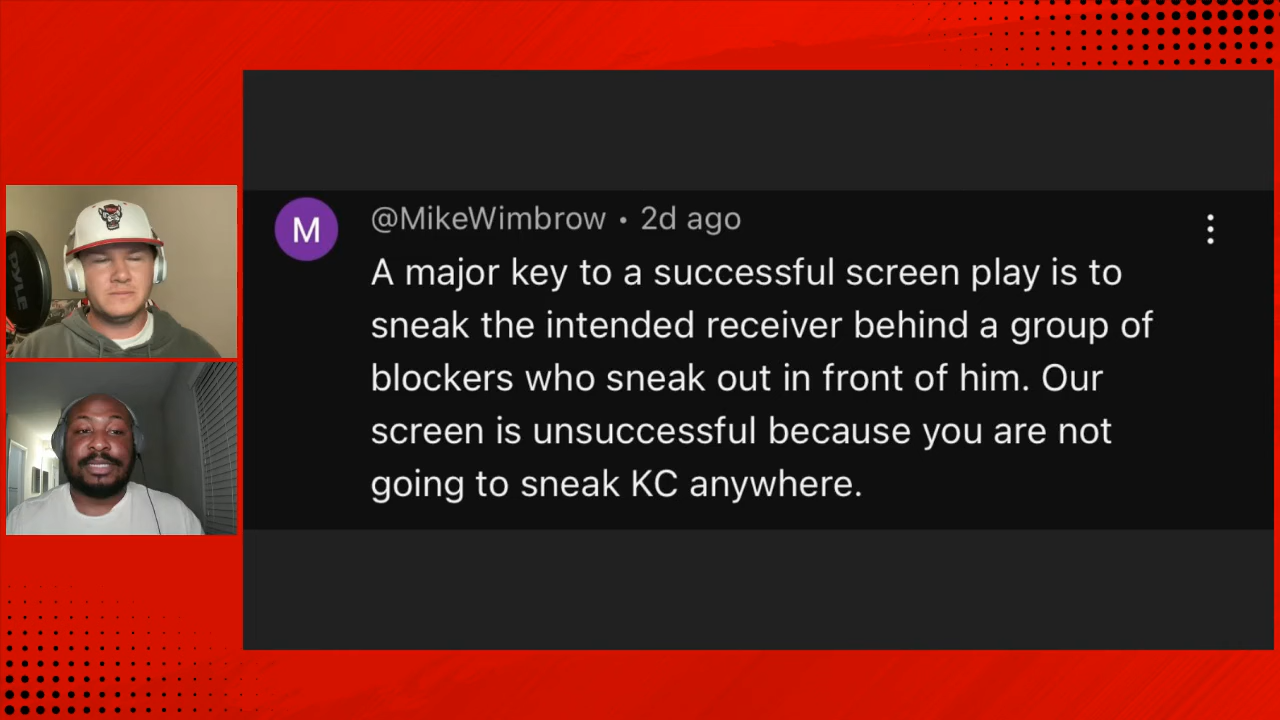 PYLE
M
@MikeWimbrow • 2d ago
A major key to a successful screen play is to
sneak the intended receiver behind a group of
blockers who sneak out in front of him. Our
screen is unsuccessful because you are not
going to sneak KC anywhere.